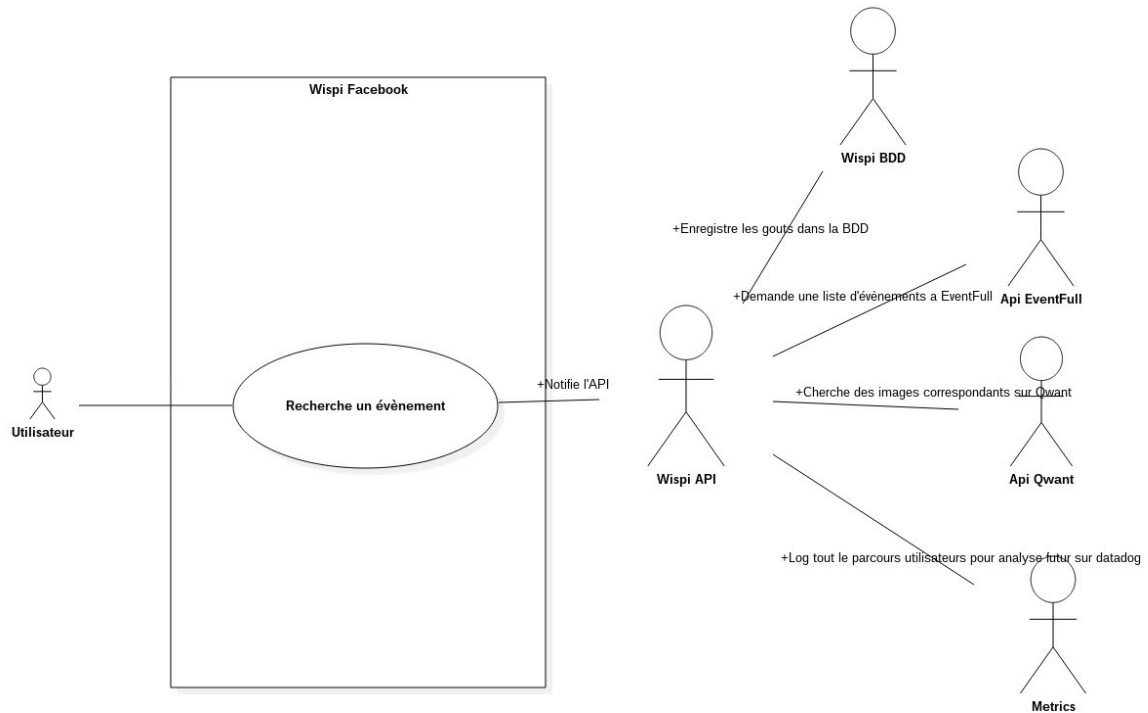 Wispi Facebook
Wispi BDD
+Enregistre les gouts dans la BDD
+Demande une liste d'évènements a EventFull
Api EventFull
+Notifie l'API
+Cherche des images correspondants sur Qwant
Recherche un évènement
Utilisateur
Wispi API
Api Qwant
+Log tout le parcours utilisateurs pour analyse futur sur datadog
Metrics